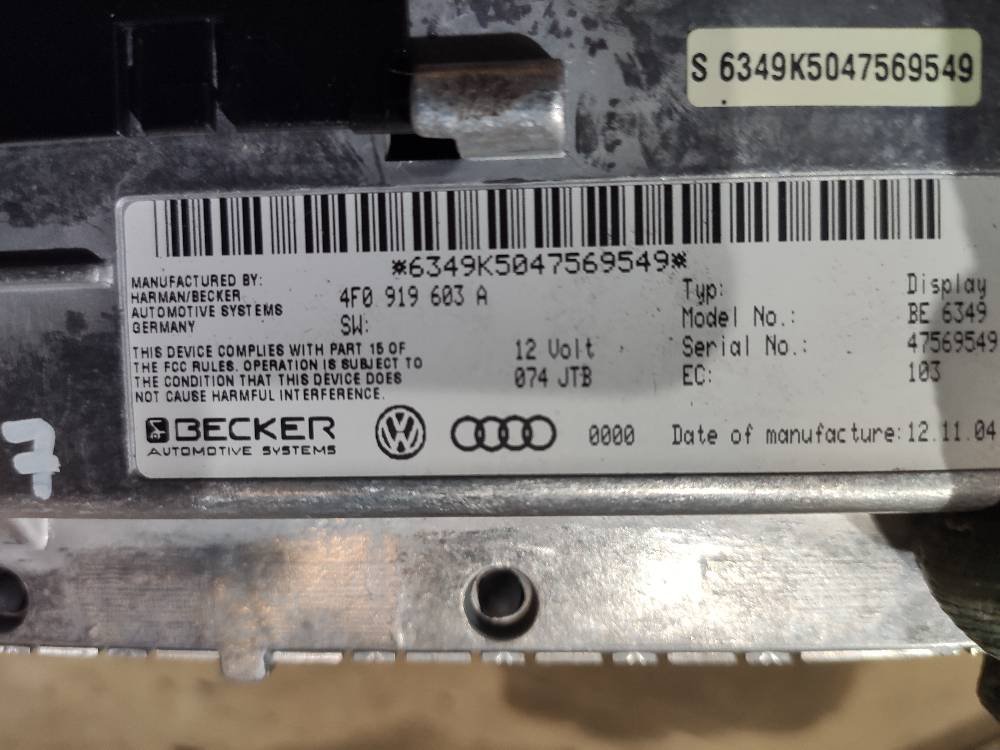 S 6349K5047569549
*6349K5047569549*
MANUFACTURED BY:
HARMAN/BECKER
AUTOMOTIVE SYSTEMS
GERMANY
4F0 919 603 A
SW:
THIS DEVICE COMPLIES WITH PART 15 OF
THE FCC RULES. OPERATION IS SUBJECT TO
THE CONDITION THAT THIS DEVICE DOES
NOT CAUSE HARMFUL INTERFERENCE.
12 Volt
074 JTB
Typ: Display
Model No.: BE 6349
Serial No.: 47569549
EC: 103
BECKER
AUTOMOTIVE SYSTEMS
0000
Date of manufacture: 12.11.04
7